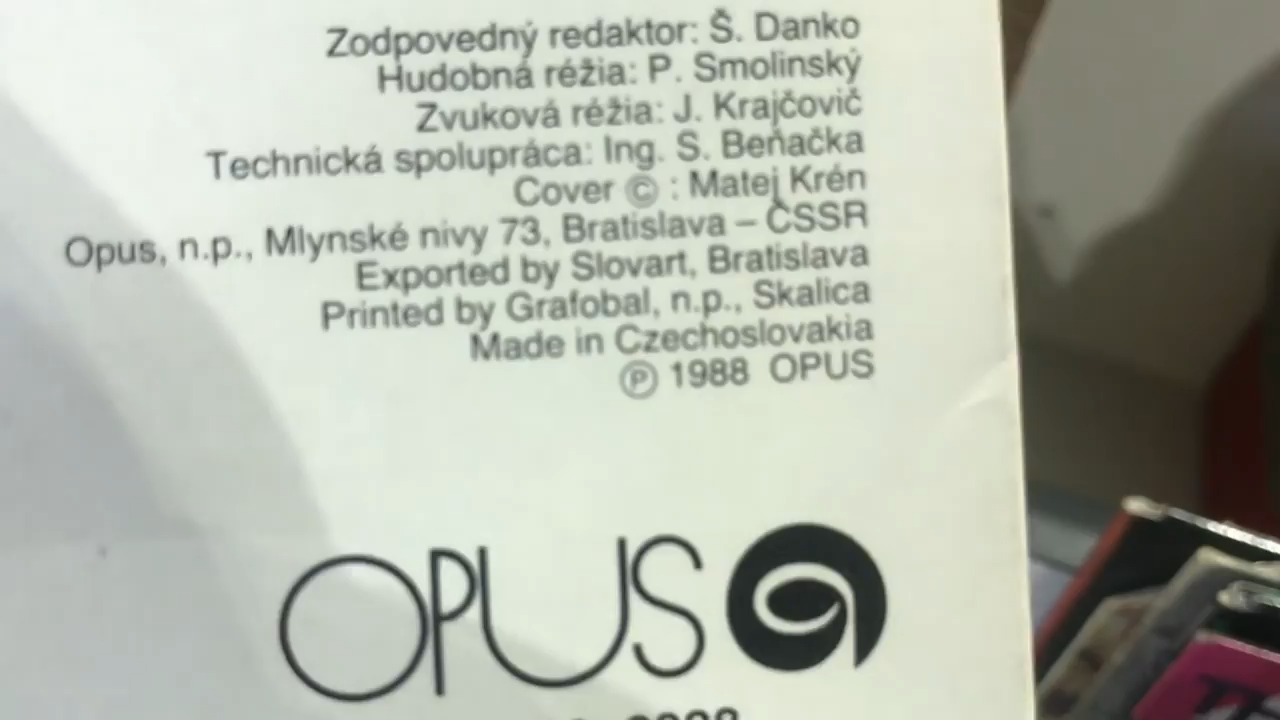 Zodpovedný redaktor: Š. Danko
Hudobná réžia: P. Smolinský
Zvuková réžia: J. Krajčovič
Technická spolupráca: Ing. S. Beňačka
Cover © : Matej Krén
Opus, n.p., Mlynské nivy 73, Bratislava – ČSSR
Exported by Slovart, Bratislava
Printed by Grafobal, n.p., Skalica
Made in Czechoslovakia
℗ 1988 OPUS
OPUS